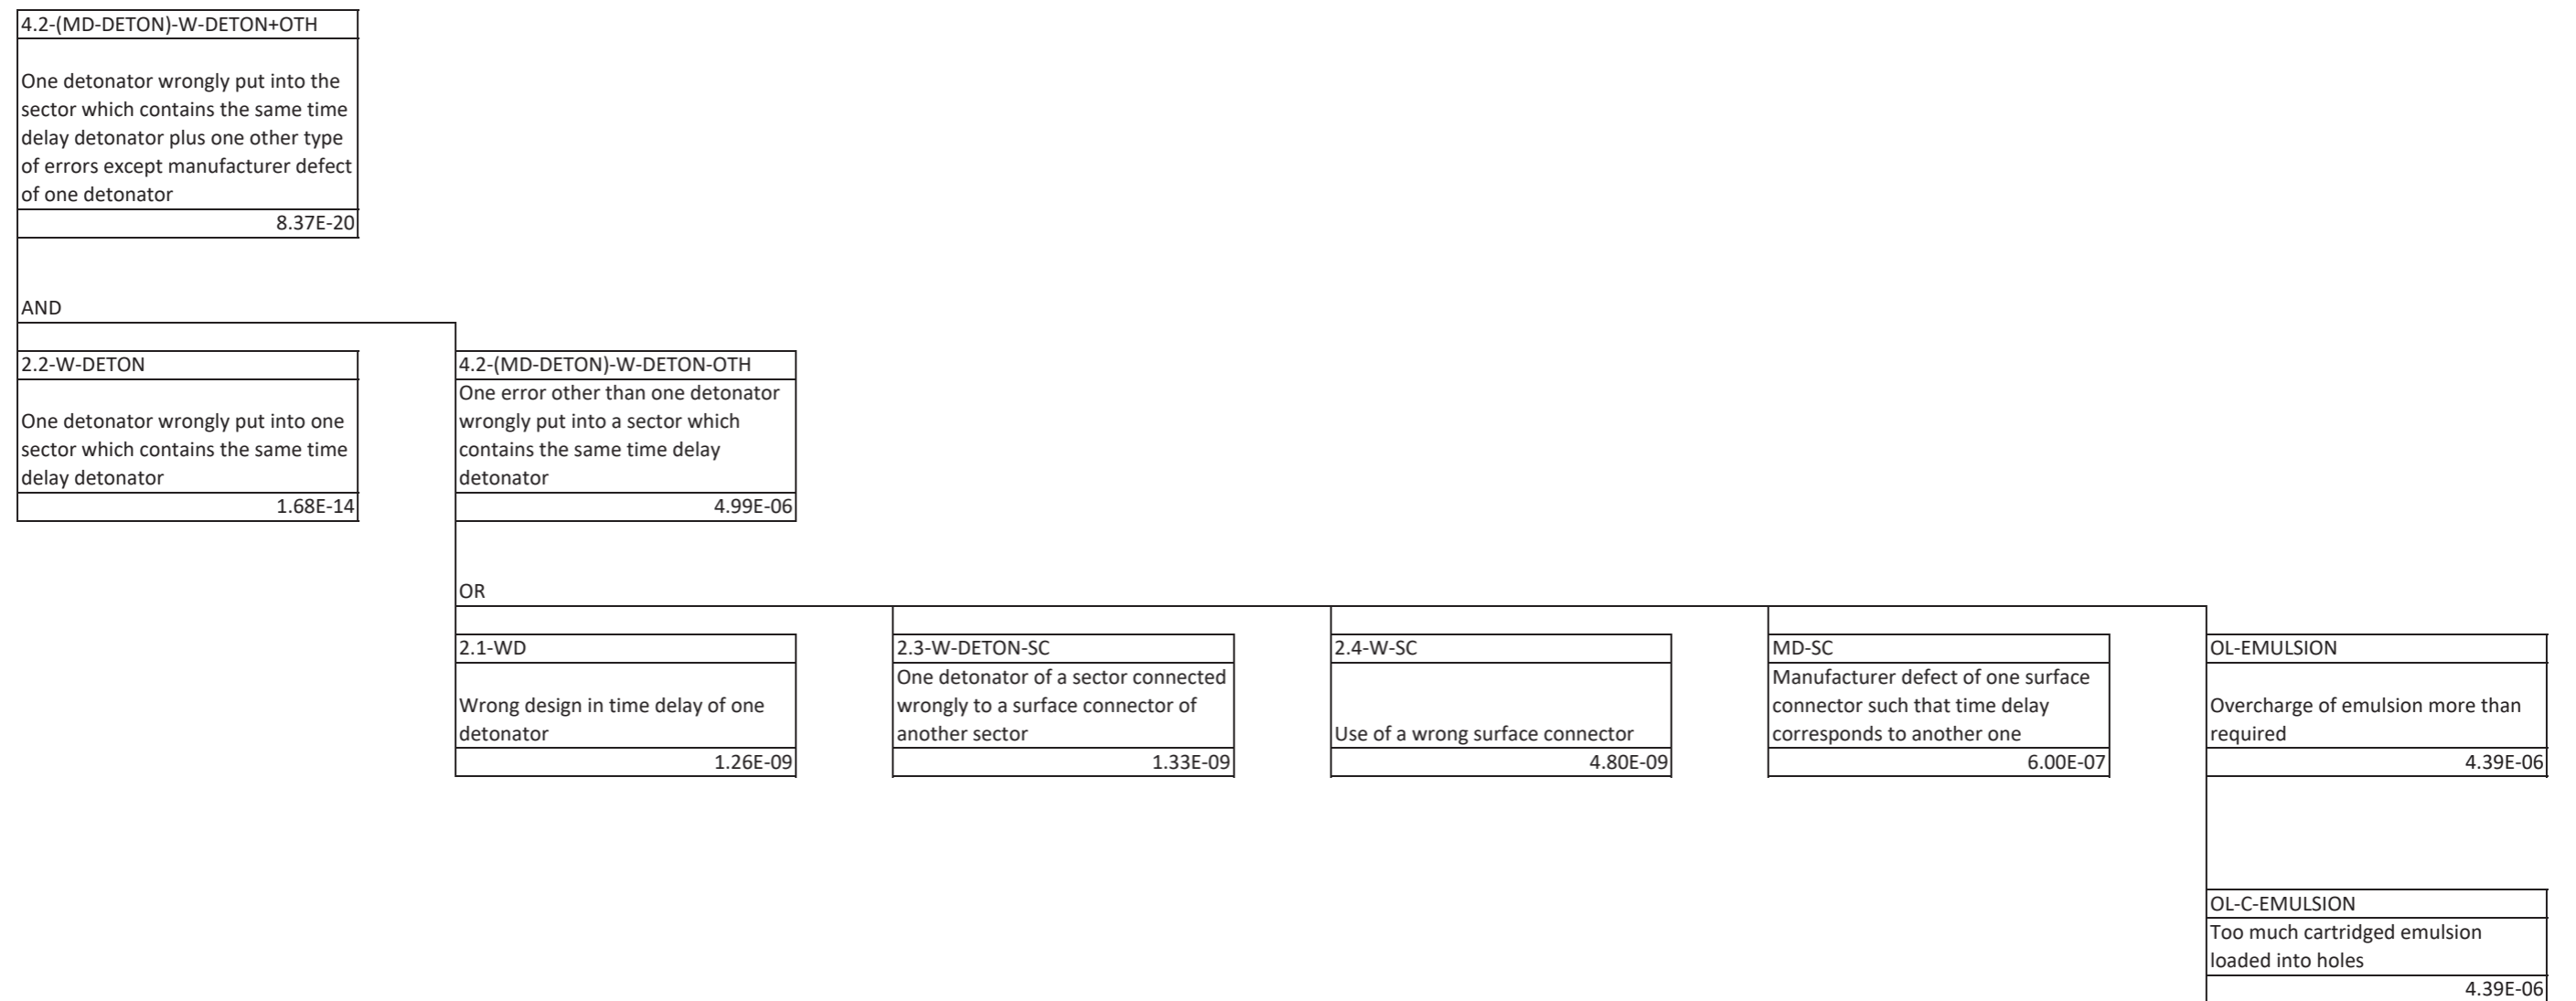 4.2-(MD-DETON)-W-DETON+OTH
One detonator wrongly put into the
sector which contains the same time
delay detonator plus one other type
of errors except manufacturer defect
of one detonator
8.37E-20
AND
2.2-W-DETON
One detonator wrongly put into one
sector which contains the same time
delay detonator
1.68E-14
4.2-(MD-DETON)-W-DETON-OTH
One error other than one detonator
wrongly put into a sector which
contains the same time delay
detonator
4.99E-06
OR
2.1-WD
Wrong design in time delay of one
detonator
1.26E-09
2.3-W-DETON-SC
One detonator of a sector connected
wrongly to a surface connector of
another sector
1.33E-09
2.4-W-SC
Use of a wrong surface connector
4.80E-09
MD-SC
Manufacturer defect of one surface
connector such that time delay
corresponds to another one
6.00E-07
OL-EMULSION
Overcharge of emulsion more than
required
4.39E-06
OL-C-EMULSION
Too much cartridged emulsion
loaded into holes
4.39E-06